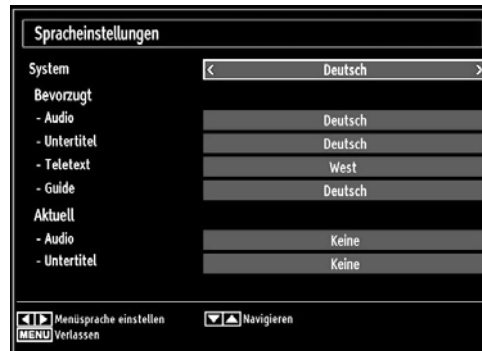 Spracheinstellungen
System < Deutsch >
Bevorzugt
- Audio Deutsch
- Untertitel Deutsch
- Teletext West
- Guide Deutsch
Aktuell
- Audio Keine
- Untertitel Keine
Menüsprache einstellen Navigieren
MENU Verlassen